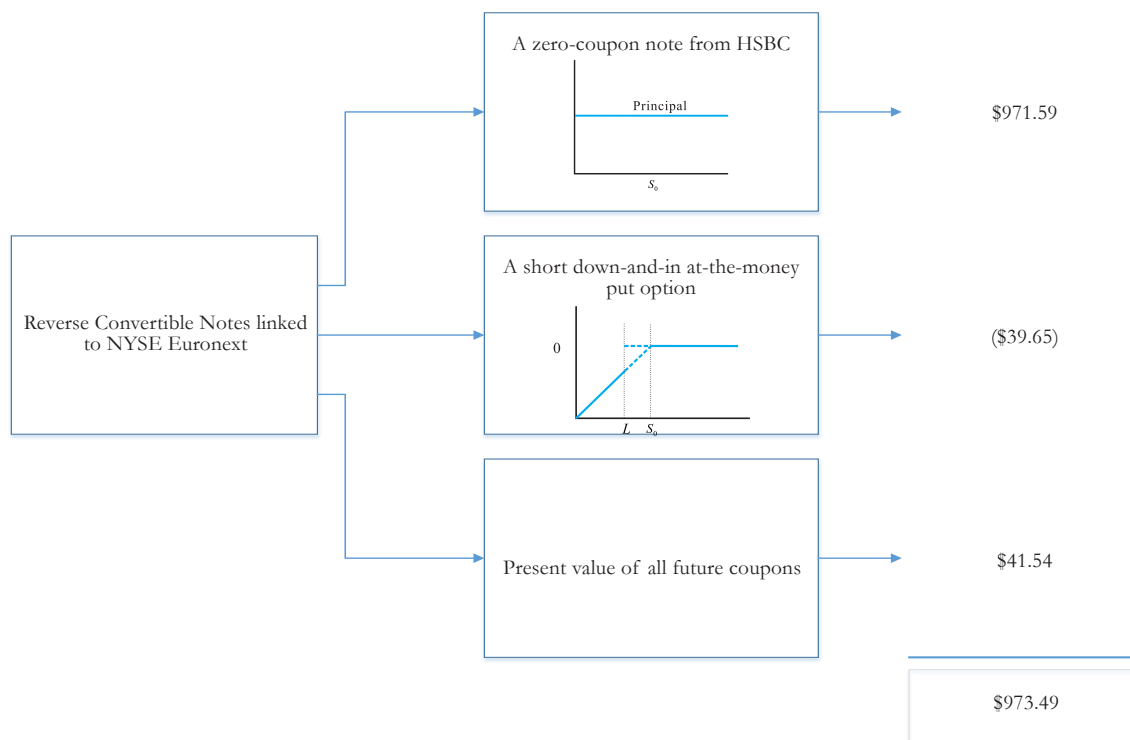 A zero-coupon note from HSBC
Principal
S₀
$971.59
Reverse Convertible Notes linked
to NYSE Euronext
A short down-and-in at-the-money
put option
0
L S₀
($39.65)
Present value of all future coupons
$41.54
$973.49